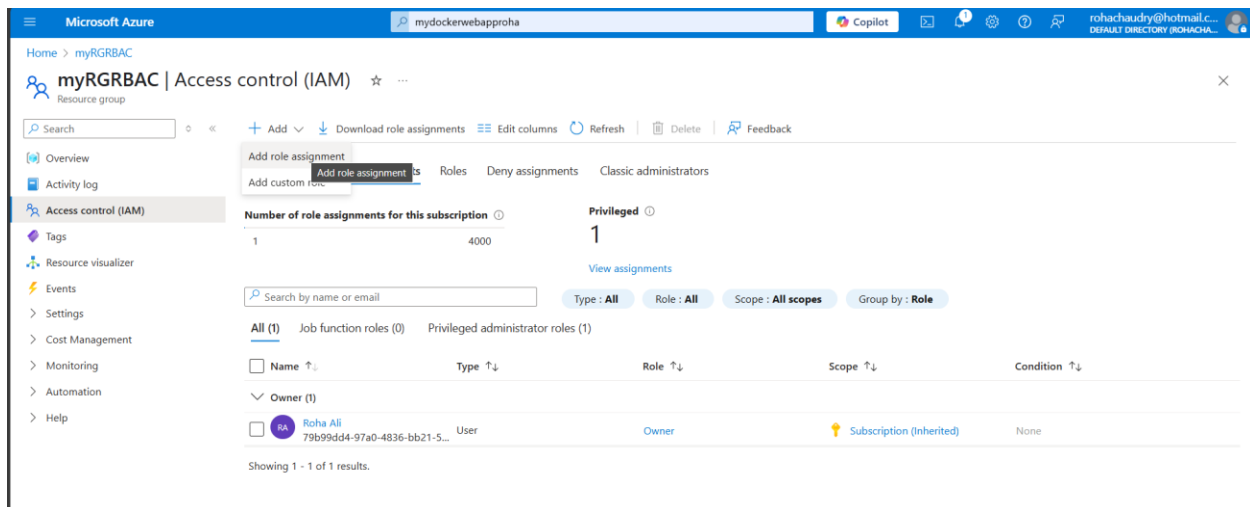 Microsoft Azure
mydockerwebapproha
Copilot
1
rohachaudry@hotmail.c...
DEFAULT DIRECTORY (ROHACHA...
Home > myRGRBAC
myRGRBAC | Access control (IAM)
Resource group
Search
+ Add Download role assignments Edit columns Refresh Delete Feedback
Overview
Activity log
Access control (IAM)
Tags
Resource visualizer
Events
Settings
Cost Management
Monitoring
Automation
Help
Add role assignment
Add role assignment
Add custom role
ts Roles Deny assignments Classic administrators
Number of role assignments for this subscription
1 4000
Privileged
1
View assignments
Search by name or email
Type : All Role : All Scope : All scopes Group by : Role
All (1) Job function roles (0) Privileged administrator roles (1)
Name Type Role Scope Condition
Owner (1)
RA Roha Ali
79b99dd4-97a0-4836-bb21-5... User Owner Subscription (Inherited) None
Showing 1 - 1 of 1 results.